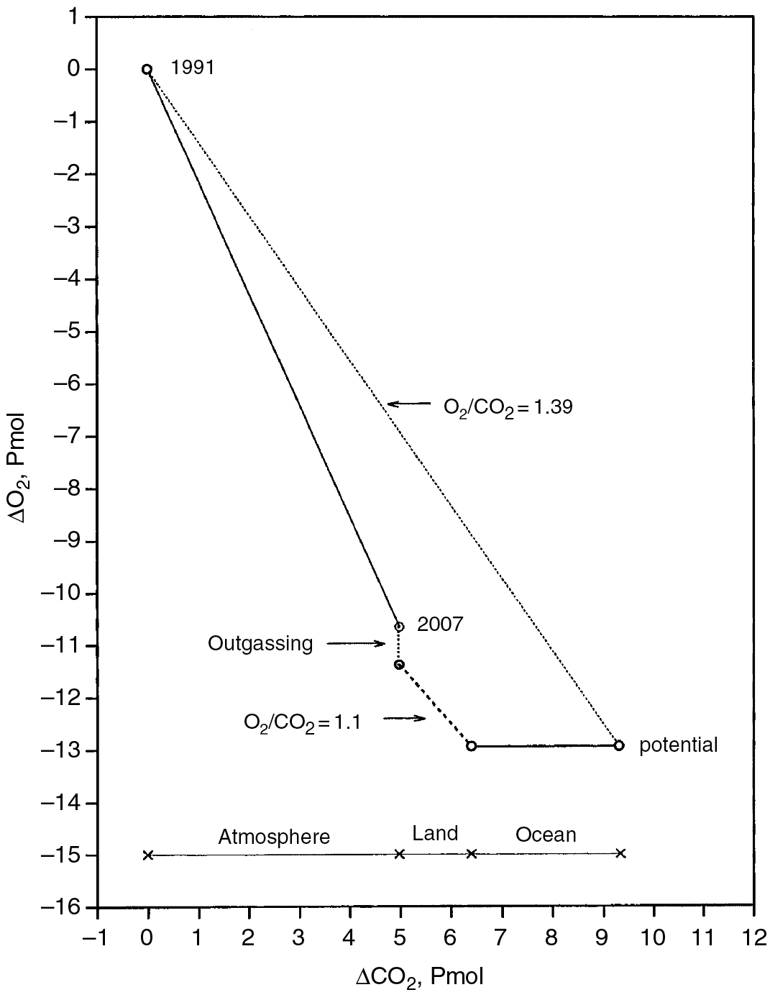 1
0
1991
−1
−2
−3
−4
−5
−6
O₂/CO₂ = 1.39
−7
ΔO₂, Pmol
−8
−9
−10
2007
−11
Outgassing
−12
O₂/CO₂ = 1.1
−13
potential
−14
Atmosphere
Land
Ocean
−15
−16
−1 0 1 2 3 4 5 6 7 8 9 10 11 12
ΔCO₂, Pmol